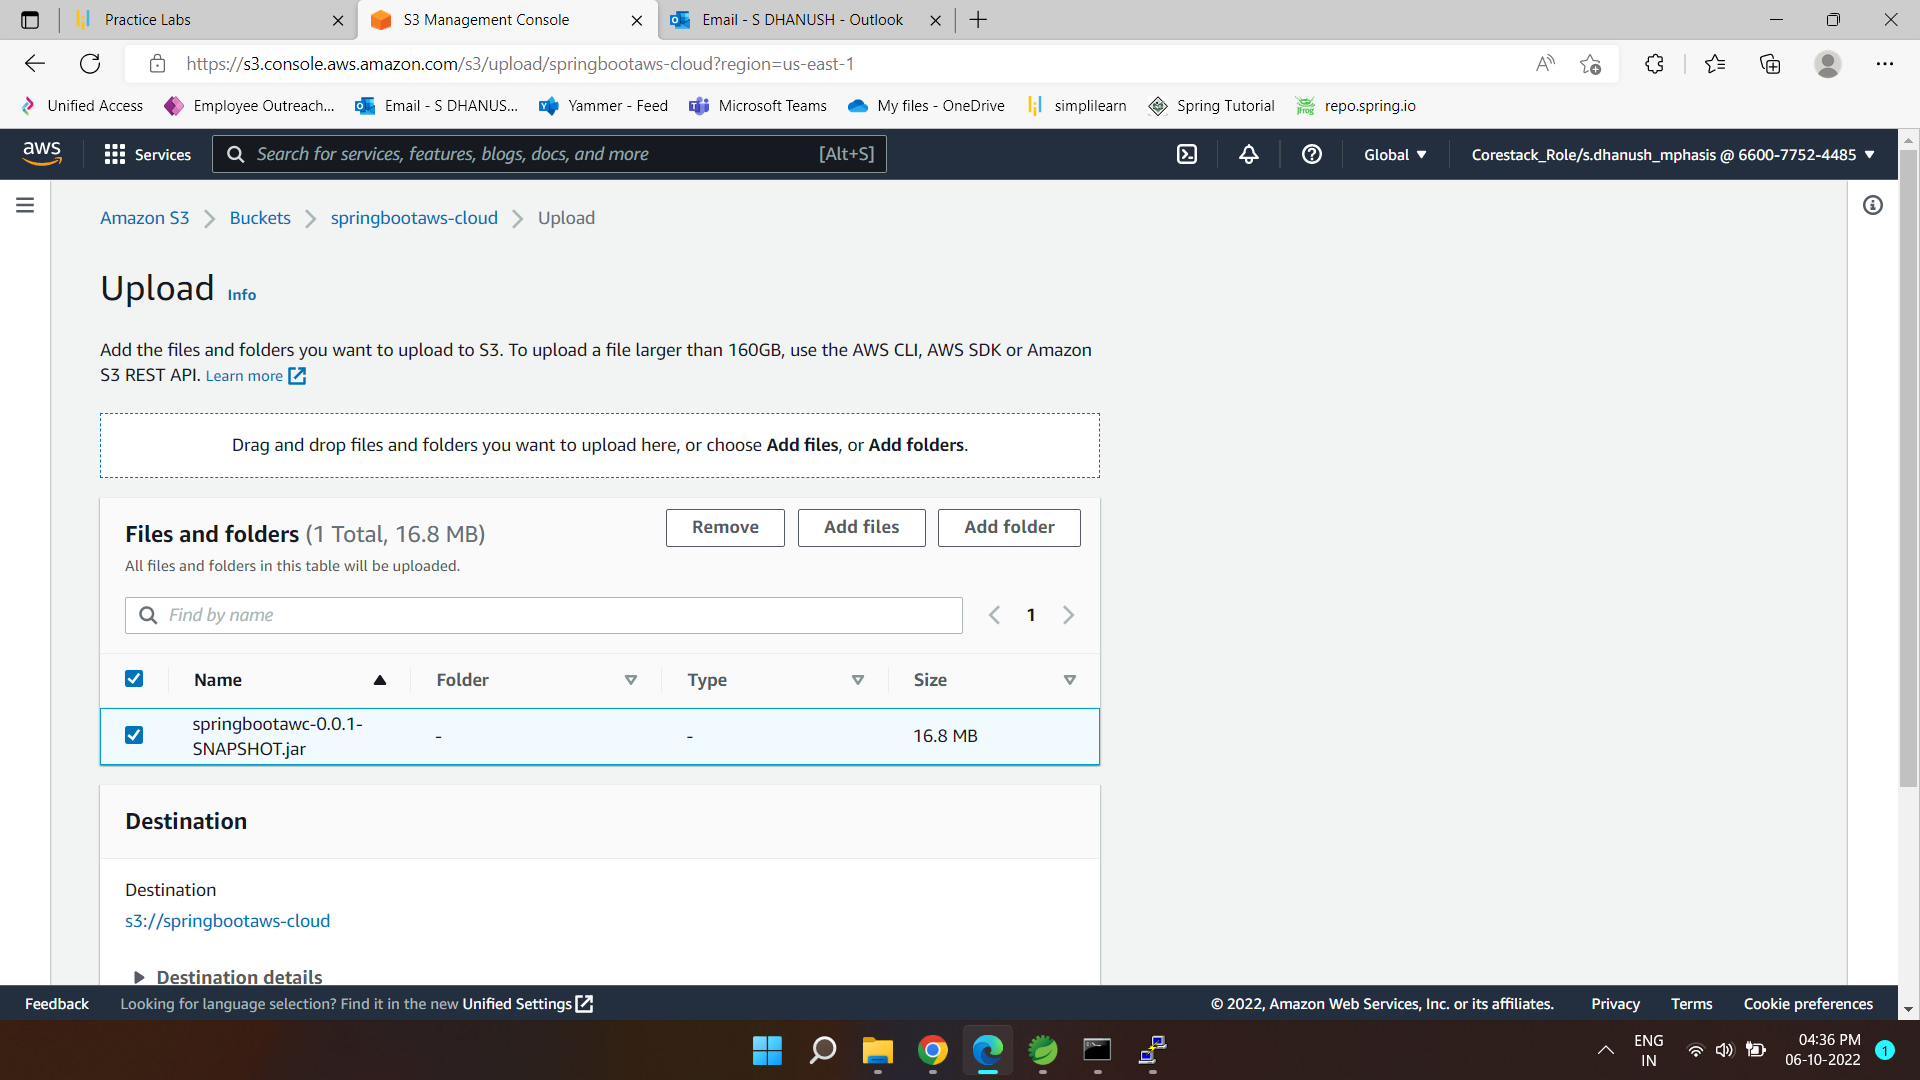 Practice Labs
S3 Management Console
Email - S DHANUSH - Outlook
https://s3.console.aws.amazon.com/s3/upload/springbootaws-cloud?region=us-east-1
Unified Access
Employee Outreach...
Email - S DHANUS...
Yammer - Feed
Microsoft Teams
My files - OneDrive
simplilearn
Spring Tutorial
repo.spring.io
aws
Services
Search for services, features, blogs, docs, and more
[Alt+S]
Global
Corestack_Role/s.dhanush_mphasis @ 6600-7752-4485
Amazon S3
Buckets
springbootaws-cloud
Upload
Upload
Info
Add the files and folders you want to upload to S3. To upload a file larger than 160GB, use the AWS CLI, AWS SDK or Amazon
S3 REST API. Learn more
Drag and drop files and folders you want to upload here, or choose Add files, or Add folders.
Files and folders (1 Total, 16.8 MB)
Remove
Add files
Add folder
All files and folders in this table will be uploaded.
Find by name
1
Name
Folder
Type
Size
springbootawc-0.0.1-
SNAPSHOT.jar
-
-
16.8 MB
Destination
Destination
s3://springbootaws-cloud
Destination details
Feedback
Looking for language selection? Find it in the new Unified Settings
© 2022, Amazon Web Services, Inc. or its affiliates.
Privacy
Terms
Cookie preferences
ENG
IN
04:36 PM
06-10-2022
1